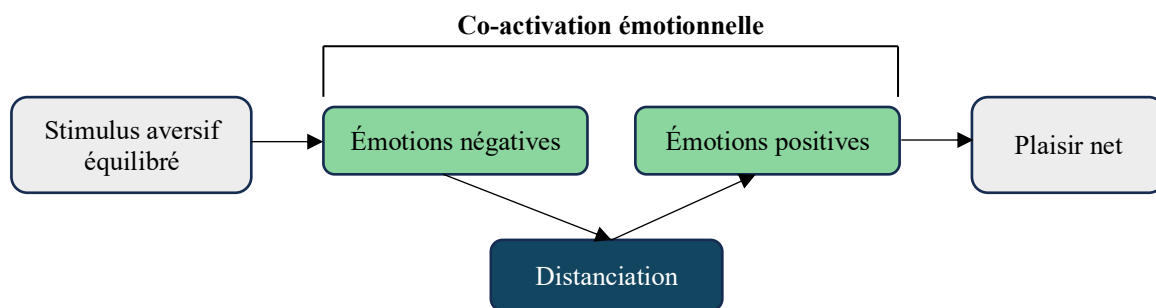 Co-activation émotionnelle
Stimulus aversif
équilibré
Émotions négatives
Émotions positives
Plaisir net
Distanciation